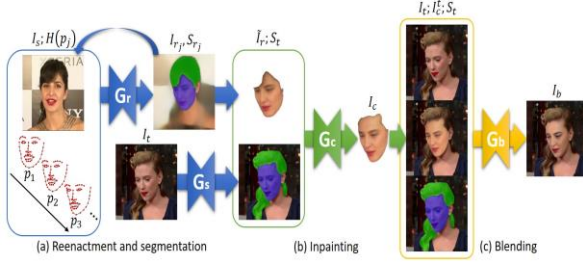 I_s; H(p_j)
I_{r_j}, S_{r_j}
Ĩ_r; S_t
I_t; I_c^t; S_t
G_r
I_t
G_s
G_c
I_c
G_b
I_b
p_1
p_2
p_3
...
(a) Reenactment and segmentation
(b) Inpainting
(c) Blending